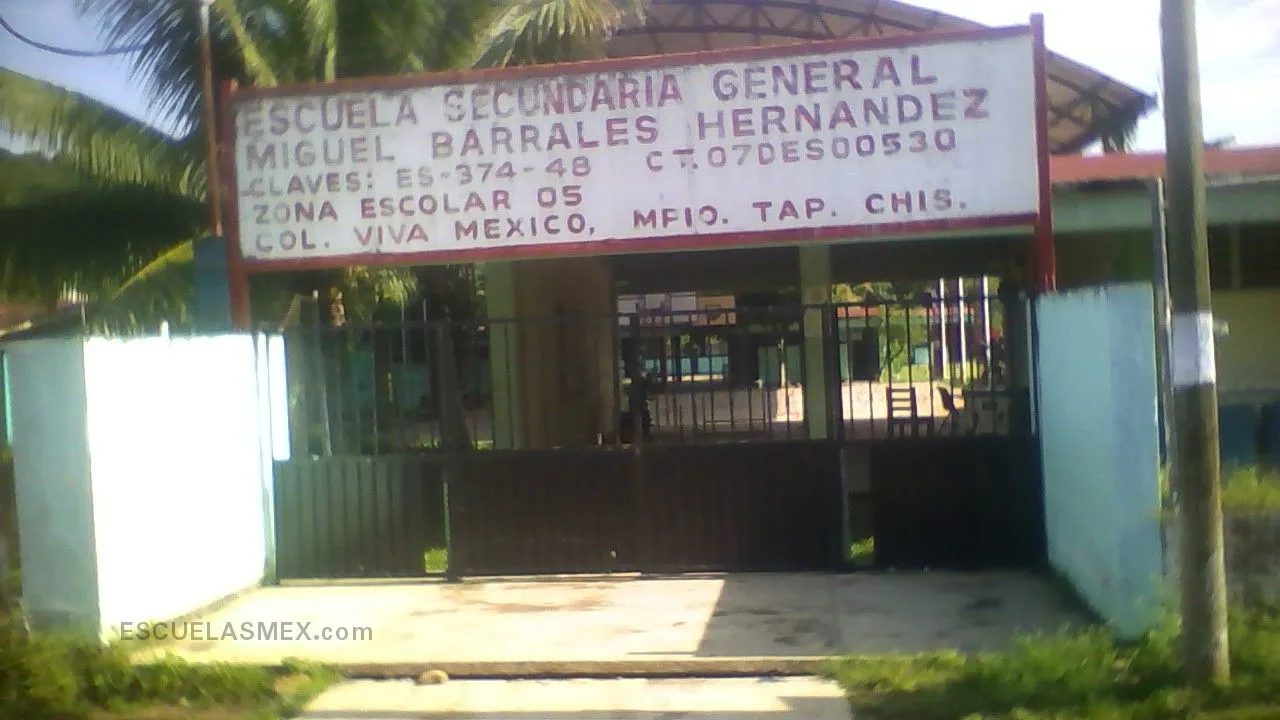 ESCUELA SECUNDARIA GENERAL
MIGUEL BARRALES HERNANDEZ
CLAVES: ES-374-48 CT.07DES00530
ZONA ESCOLAR 05
COL. VIVA MEXICO, MPIO. TAP. CHIS.
ESCUELASMEX.com